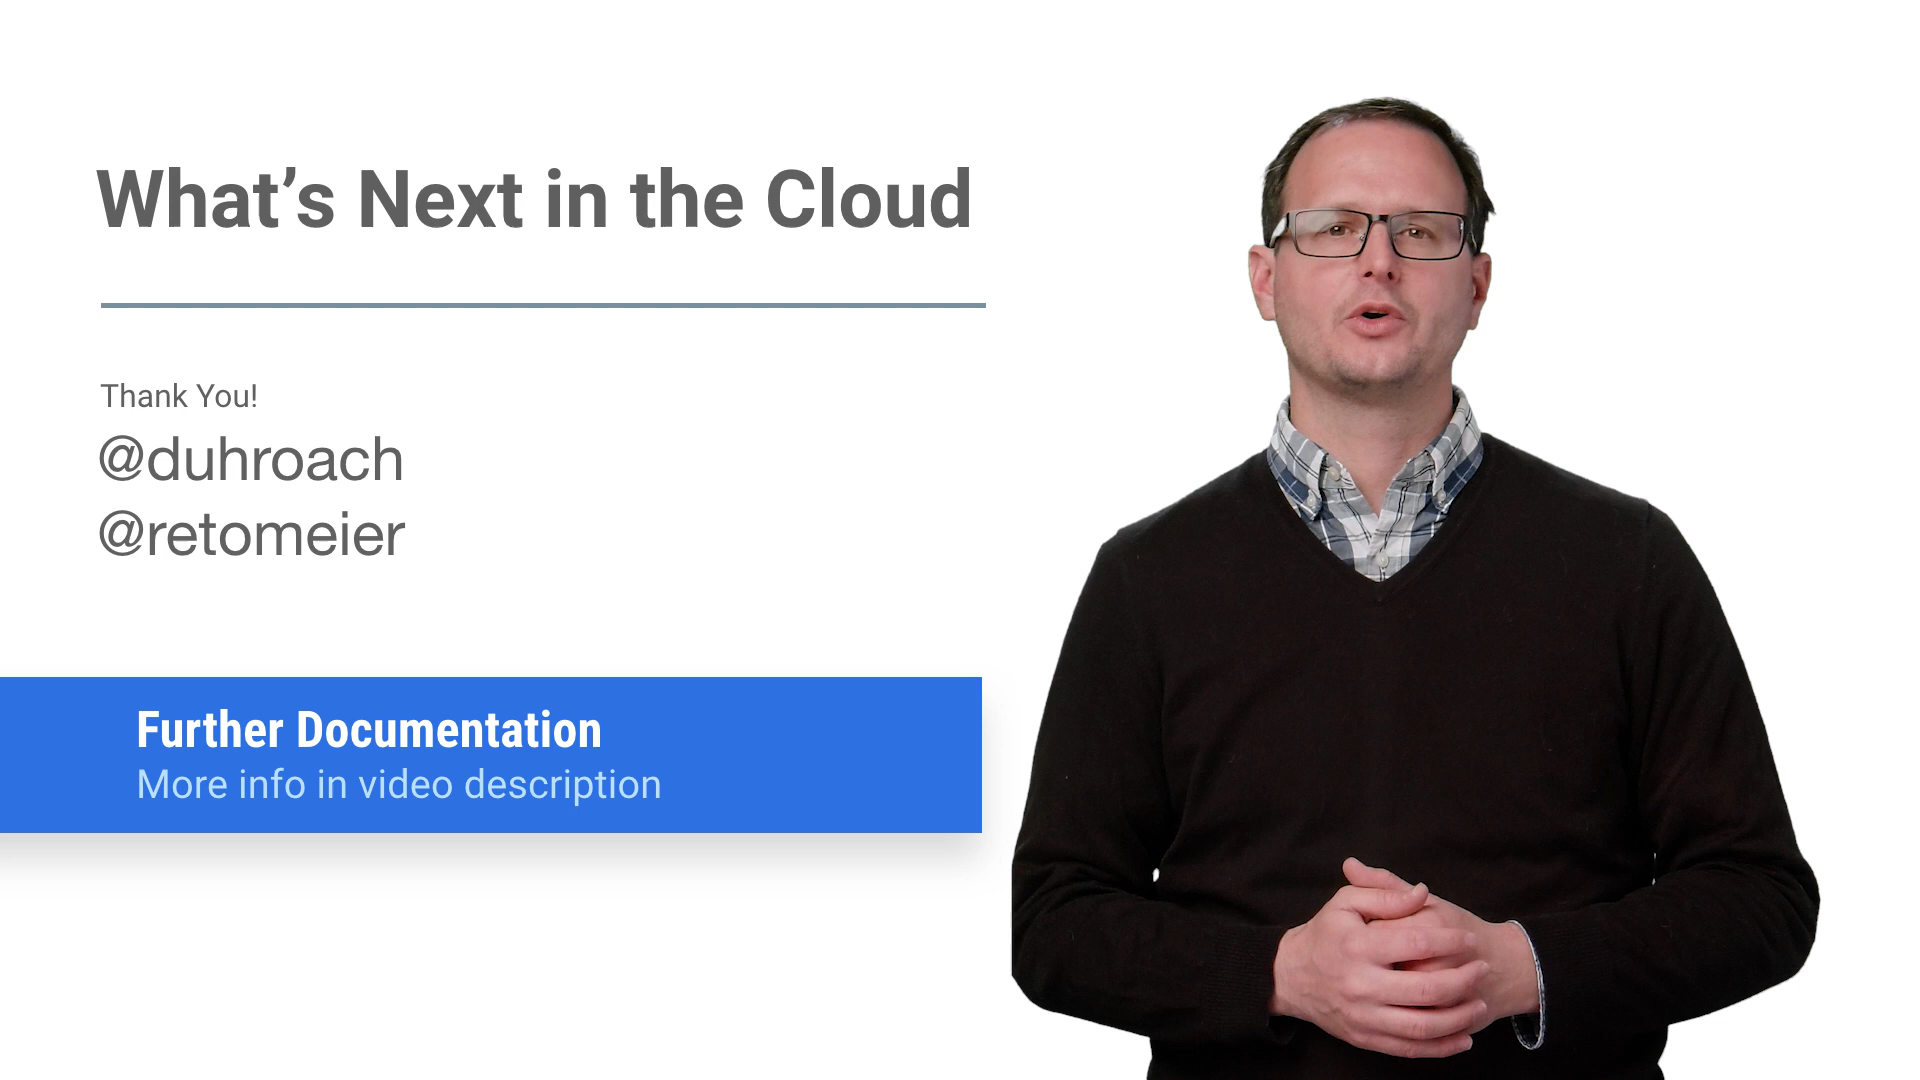 What’s Next in the Cloud
Thank You!
@duhroach
@retomeier
Further Documentation
More info in video description